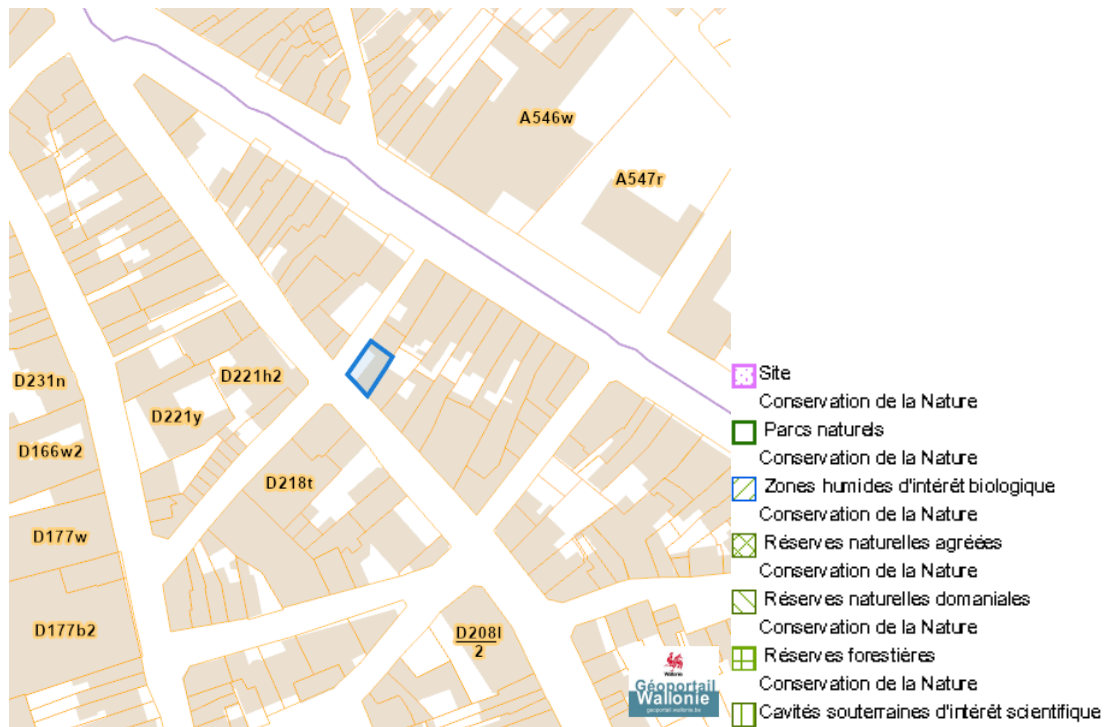 A546w
A547r
D231n
D221h2
D221y
D166w2
D218t
D177w
D177b2
D208l
2
Wallonie
Géoportail
Wallonie
geoportail.wallonie.be
Site
Conservation de la Nature
Parcs naturels
Conservation de la Nature
Zones humides d'intérêt biologique
Conservation de la Nature
Réserves naturelles agréées
Conservation de la Nature
Réserves naturelles domaniales
Conservation de la Nature
Réserves forestières
Conservation de la Nature
Cavités souterraines d'intérêt scientifique